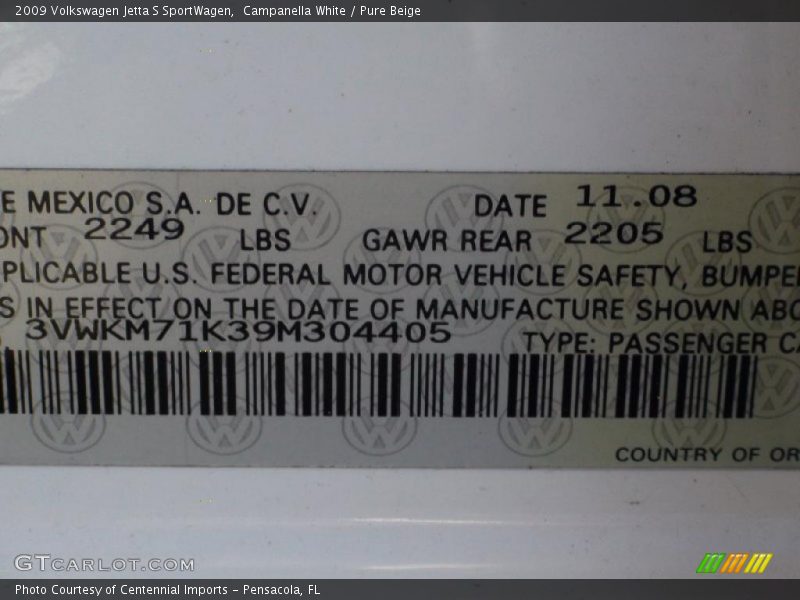 2009 Volkswagen Jetta S SportWagen, Campanella White / Pure Beige
E MEXICO S.A. DE C.V. DATE 11.08
ONT 2249 LBS GAWR REAR 2205 LBS
PLICABLE U.S. FEDERAL MOTOR VEHICLE SAFETY, BUMPE
S IN EFFECT ON THE DATE OF MANUFACTURE SHOWN ABO
3VWKM71K39M304405 TYPE: PASSENGER CA
COUNTRY OF OR
GTCARLOT.COM
Photo Courtesy of Centennial Imports – Pensacola, FL